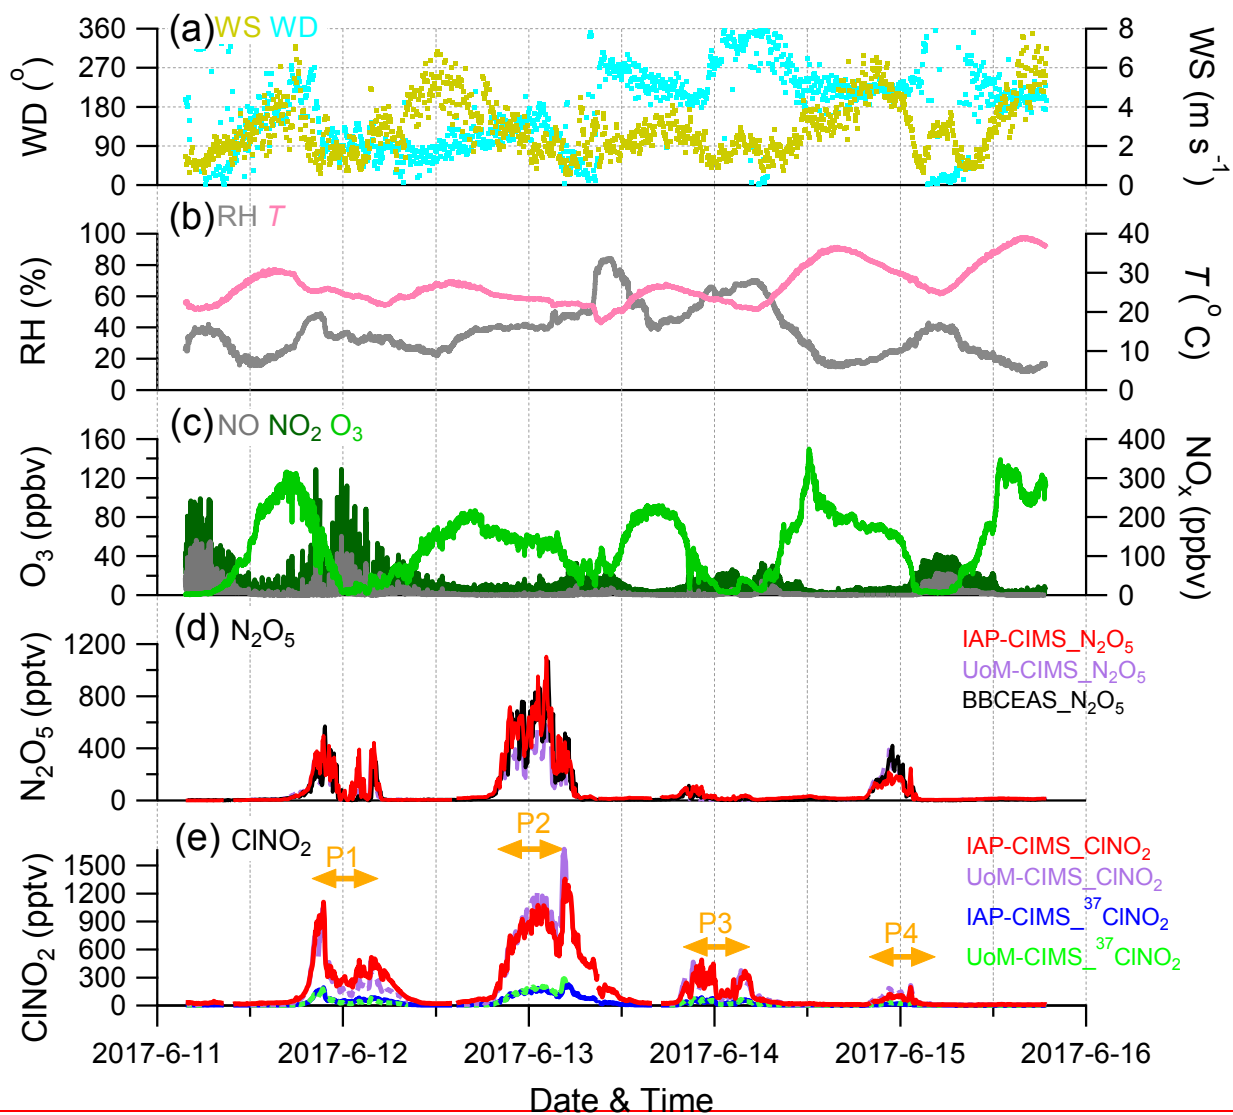 (a) WS WD
WD (°)
360
270
180
90
0
8
6
4
2
0
WS (m s⁻¹)
(b) RH T
RH (%)
100
80
60
40
20
0
40
30
20
10
0
T (°C)
(c) NO NO₂ O₃
O₃ (ppbv)
160
120
80
40
0
400
300
200
100
0
NOₓ (ppbv)
(d) N₂O₅
N₂O₅ (pptv)
1200
800
400
0
IAP-CIMS_N₂O₅
UoM-CIMS_N₂O₅
BBCEAS_N₂O₅
(e) ClNO₂
ClNO₂ (pptv)
1500
1200
900
600
300
0
P1
P2
P3
P4
IAP-CIMS_ClNO₂
UoM-CIMS_ClNO₂
IAP-CIMS_³⁷ClNO₂
UoM-CIMS_³⁷ClNO₂
2017-6-11 2017-6-12 2017-6-13 2017-6-14 2017-6-15 2017-6-16
Date & Time